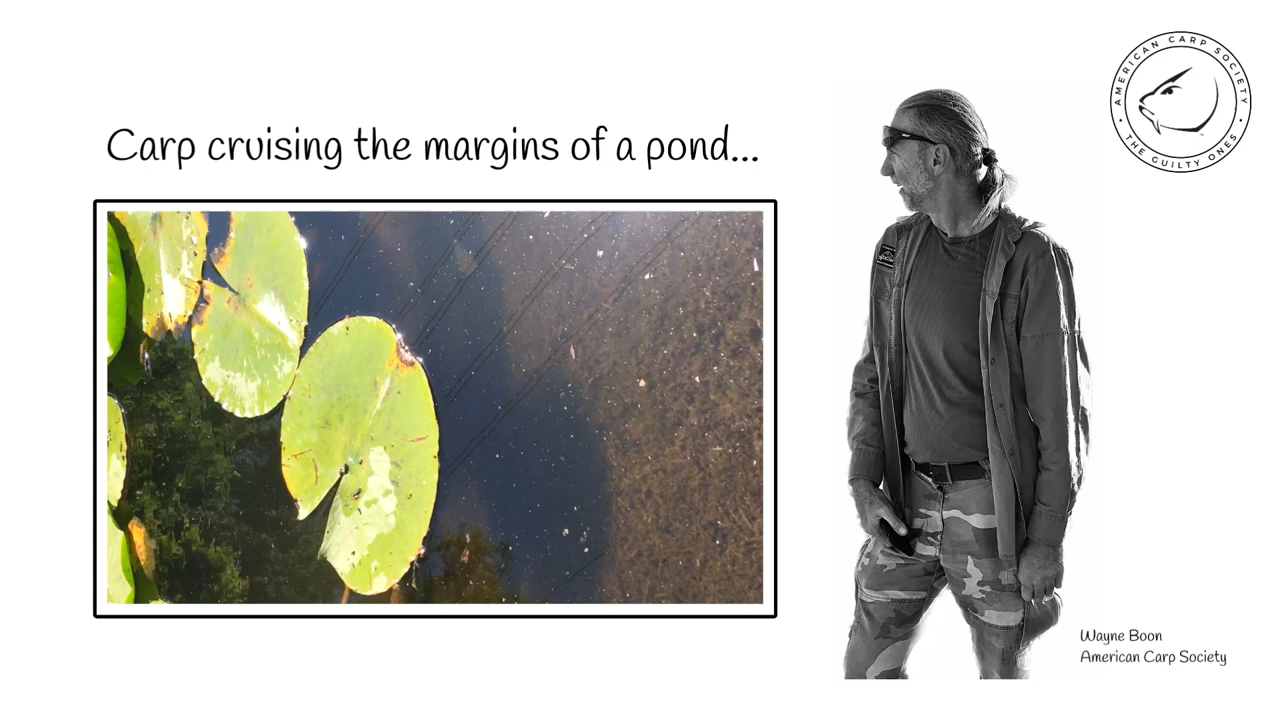 Carp cruising the margins of a pond...
AMERICAN CARP SOCIETY
• THE GUILTY ONES •
Wayne Boon
American Carp Society